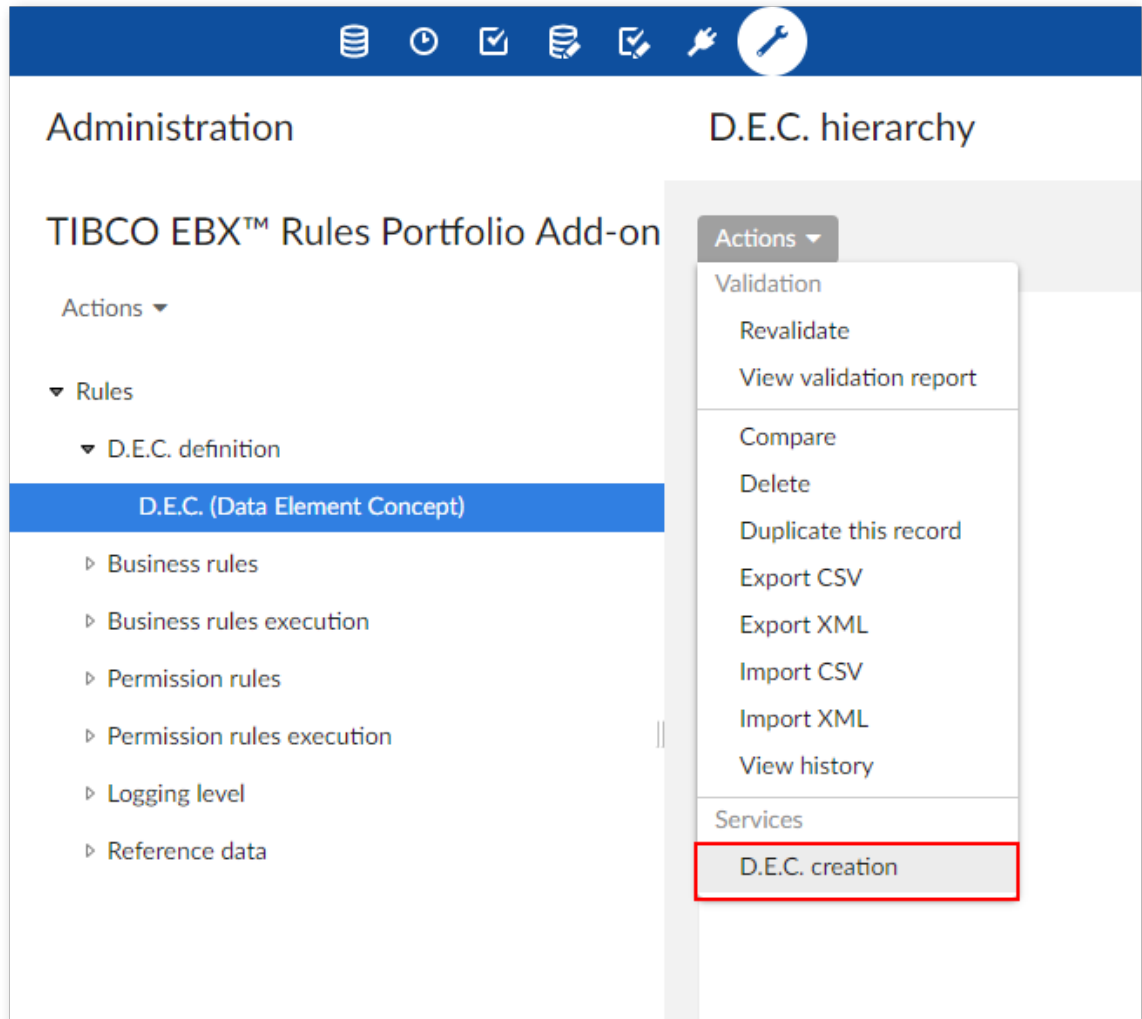 Administration
D.E.C. hierarchy
TIBCO EBX™ Rules Portfolio Add-on
Actions
Rules
D.E.C. definition
D.E.C. (Data Element Concept)
Business rules
Business rules execution
Permission rules
Permission rules execution
Logging level
Reference data
Actions
Validation
Revalidate
View validation report
Compare
Delete
Duplicate this record
Export CSV
Export XML
Import CSV
Import XML
View history
Services
D.E.C. creation